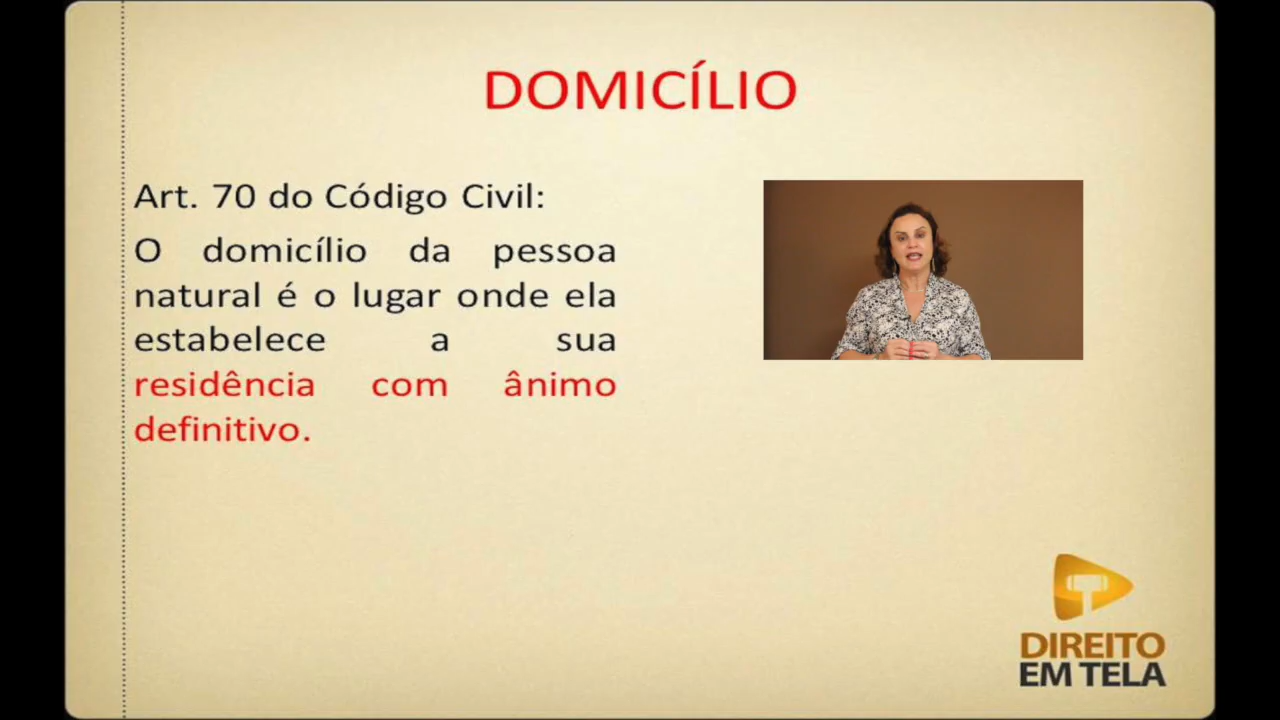 DOMICÍLIO
Art. 70 do Código Civil:
O domicílio da pessoa
natural é o lugar onde ela
estabelece a sua
residência com ânimo
definitivo.
DIREITO
EM TELA